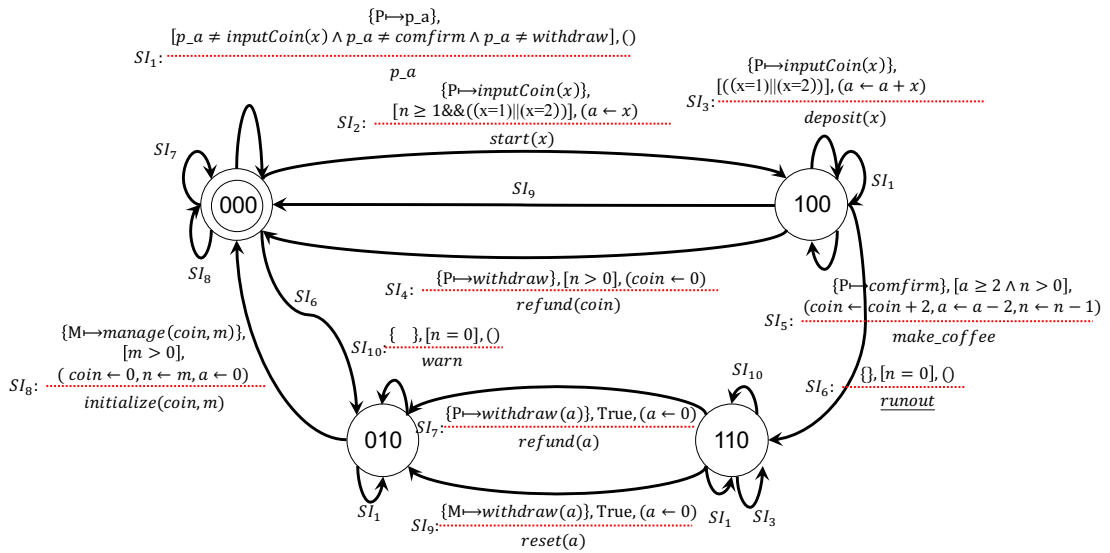 {P↦p_a},
[p_a ≠ inputCoin(x) ∧ p_a ≠ comfirm ∧ p_a ≠ withdraw], ()
SI₁:
p_a
{P↦inputCoin(x)},
[n ≥ 1&&((x=1)||(x=2))], (a ← x)
SI₂:
start(x)
{P↦inputCoin(x)},
[((x=1)||(x=2))], (a ← a + x)
SI₃:
deposit(x)
SI₇
SI₁
SI₉
000
100
SI₈
{P↦withdraw}, [n > 0], (coin ← 0)
SI₄:
refund(coin)
{P↦comfirm}, [a ≥ 2 ∧ n > 0],
(coin ← coin + 2, a ← a − 2, n ← n − 1)
SI₅:
make_coffee
SI₆
{M↦manage(coin, m)},
[m > 0],
( coin ← 0, n ← m, a ← 0)
SI₈:
initialize(coin, m)
{ }, [n = 0], ()
SI₁₀:
warn
SI₁₀
{}, [n = 0], ()
SI₆:
runout
{P↦withdraw(a)}, True, (a ← 0)
SI₇:
refund(a)
010
110
SI₁
{M↦withdraw(a)}, True, (a ← 0)
SI₉:
reset(a)
SI₁
SI₃